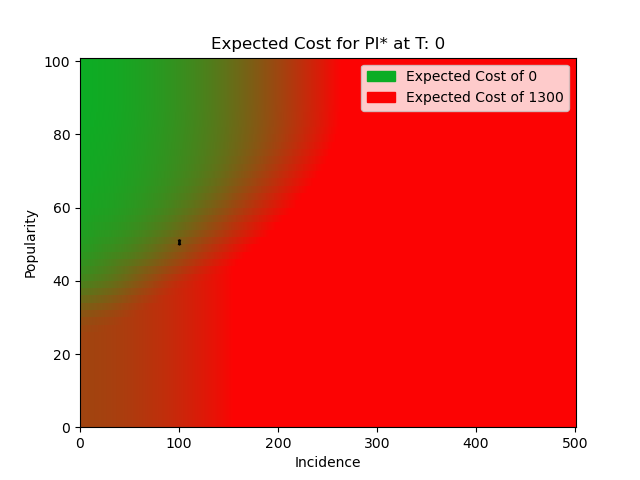 Expected Cost for PI* at T: 0
Expected Cost of 0
Expected Cost of 1300
100
80
60
40
20
0
Popularity
0 100 200 300 400 500
Incidence